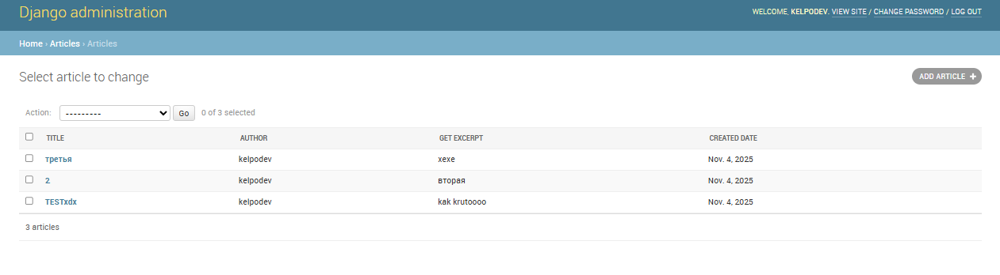 Django administration
WELCOME, KELPODEV. VIEW SITE / CHANGE PASSWORD / LOG OUT
Home › Articles › Articles
Select article to change
ADD ARTICLE +
Action: --------- Go 0 of 3 selected
TITLE AUTHOR GET EXCERPT CREATED DATE
третья kelpodev хехе Nov. 4, 2025
2 kelpodev вторая Nov. 4, 2025
TESTxdx kelpodev kak krutoooo Nov. 4, 2025
3 articles